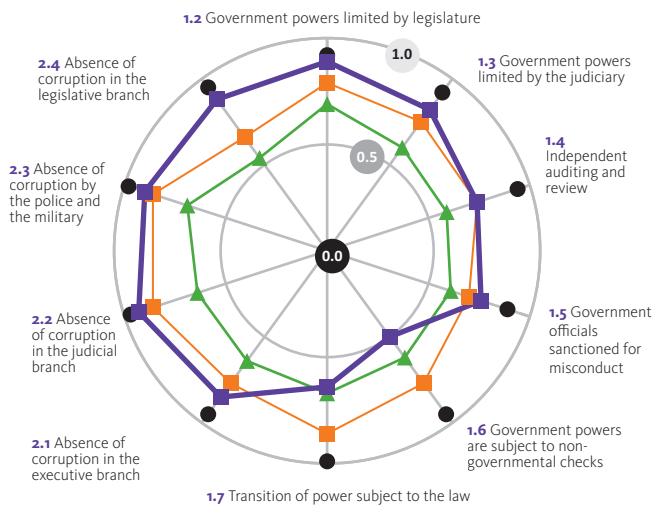 1.2 Government powers limited by legislature
1.0
1.3 Government powers
limited by the judiciary
2.4 Absence of
corruption in the
legislative branch
1.4
Independent
auditing and
review
0.5
2.3 Absence of
corruption by
the police and
the military
0.0
2.2 Absence
of corruption
in the judicial
branch
1.5 Government
officials
sanctioned for
misconduct
2.1 Absence of
corruption in the
executive branch
1.6 Government powers
are subject to non-
governmental checks
1.7 Transition of power subject to the law